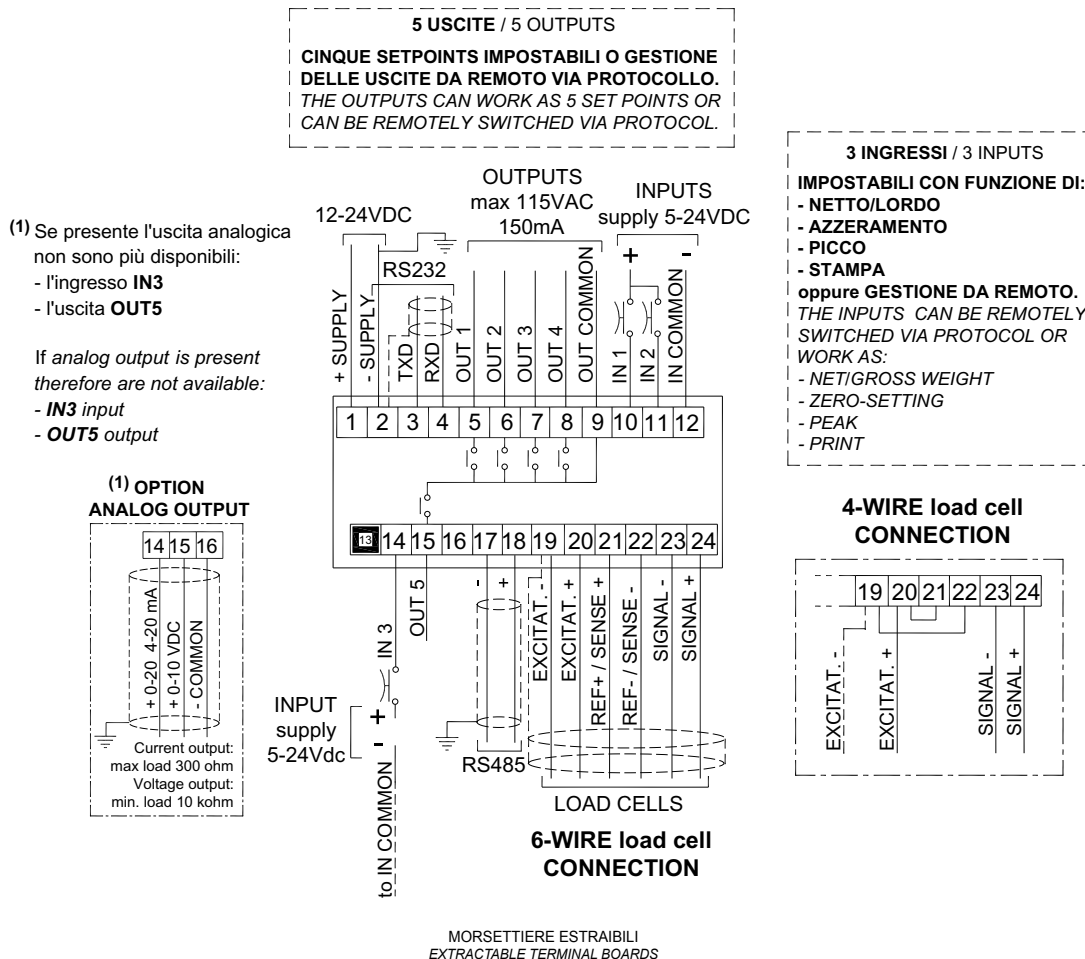 5 USCITE / 5 OUTPUTS
CINQUE SETPOINTS IMPOSTABILI O GESTIONE
DELLE USCITE DA REMOTO VIA PROTOCOLLO.
THE OUTPUTS CAN WORK AS 5 SET POINTS OR
CAN BE REMOTELY SWITCHED VIA PROTOCOL.
3 INGRESSI / 3 INPUTS
IMPOSTABILI CON FUNZIONE DI:
- NETTO/LORDO
- AZZERAMENTO
- PICCO
- STAMPA
oppure GESTIONE DA REMOTO.
THE INPUTS CAN BE REMOTELY
SWITCHED VIA PROTOCOL OR
WORK AS:
- NET/GROSS WEIGHT
- ZERO-SETTING
- PEAK
- PRINT
(1) Se presente l'uscita analogica
non sono più disponibili:
- l'ingresso IN3
- l'uscita OUT5
If analog output is present
therefore are not available:
- IN3 input
- OUT5 output
12-24VDC
OUTPUTS
max 115VAC
150mA
INPUTS
supply 5-24VDC
+ -
RS232
+ SUPPLY
- SUPPLY
TXD
RXD
OUT 1
OUT 2
OUT 3
OUT 4
OUT COMMON
IN 1
IN 2
IN COMMON
1 2 3 4 5 6 7 8 9 10 11 12
13 14 15 16 17 18 19 20 21 22 23 24
IN 3
OUT 5
- +
EXCITAT. -
EXCITAT. +
REF+ / SENSE +
REF- / SENSE -
SIGNAL -
SIGNAL +
INPUT
supply
5-24Vdc
+
-
to IN COMMON
RS485
LOAD CELLS
6-WIRE load cell
CONNECTION
(1) OPTION
ANALOG OUTPUT
14 15 16
+ 0-20 4-20 mA
+ 0-10 VDC
- COMMON
Current output:
max load 300 ohm
Voltage output:
min. load 10 kohm
4-WIRE load cell
CONNECTION
19 20 21 22 23 24
EXCITAT. -
EXCITAT. +
SIGNAL -
SIGNAL +
MORSETTIERE ESTRAIBILI
EXTRACTABLE TERMINAL BOARDS